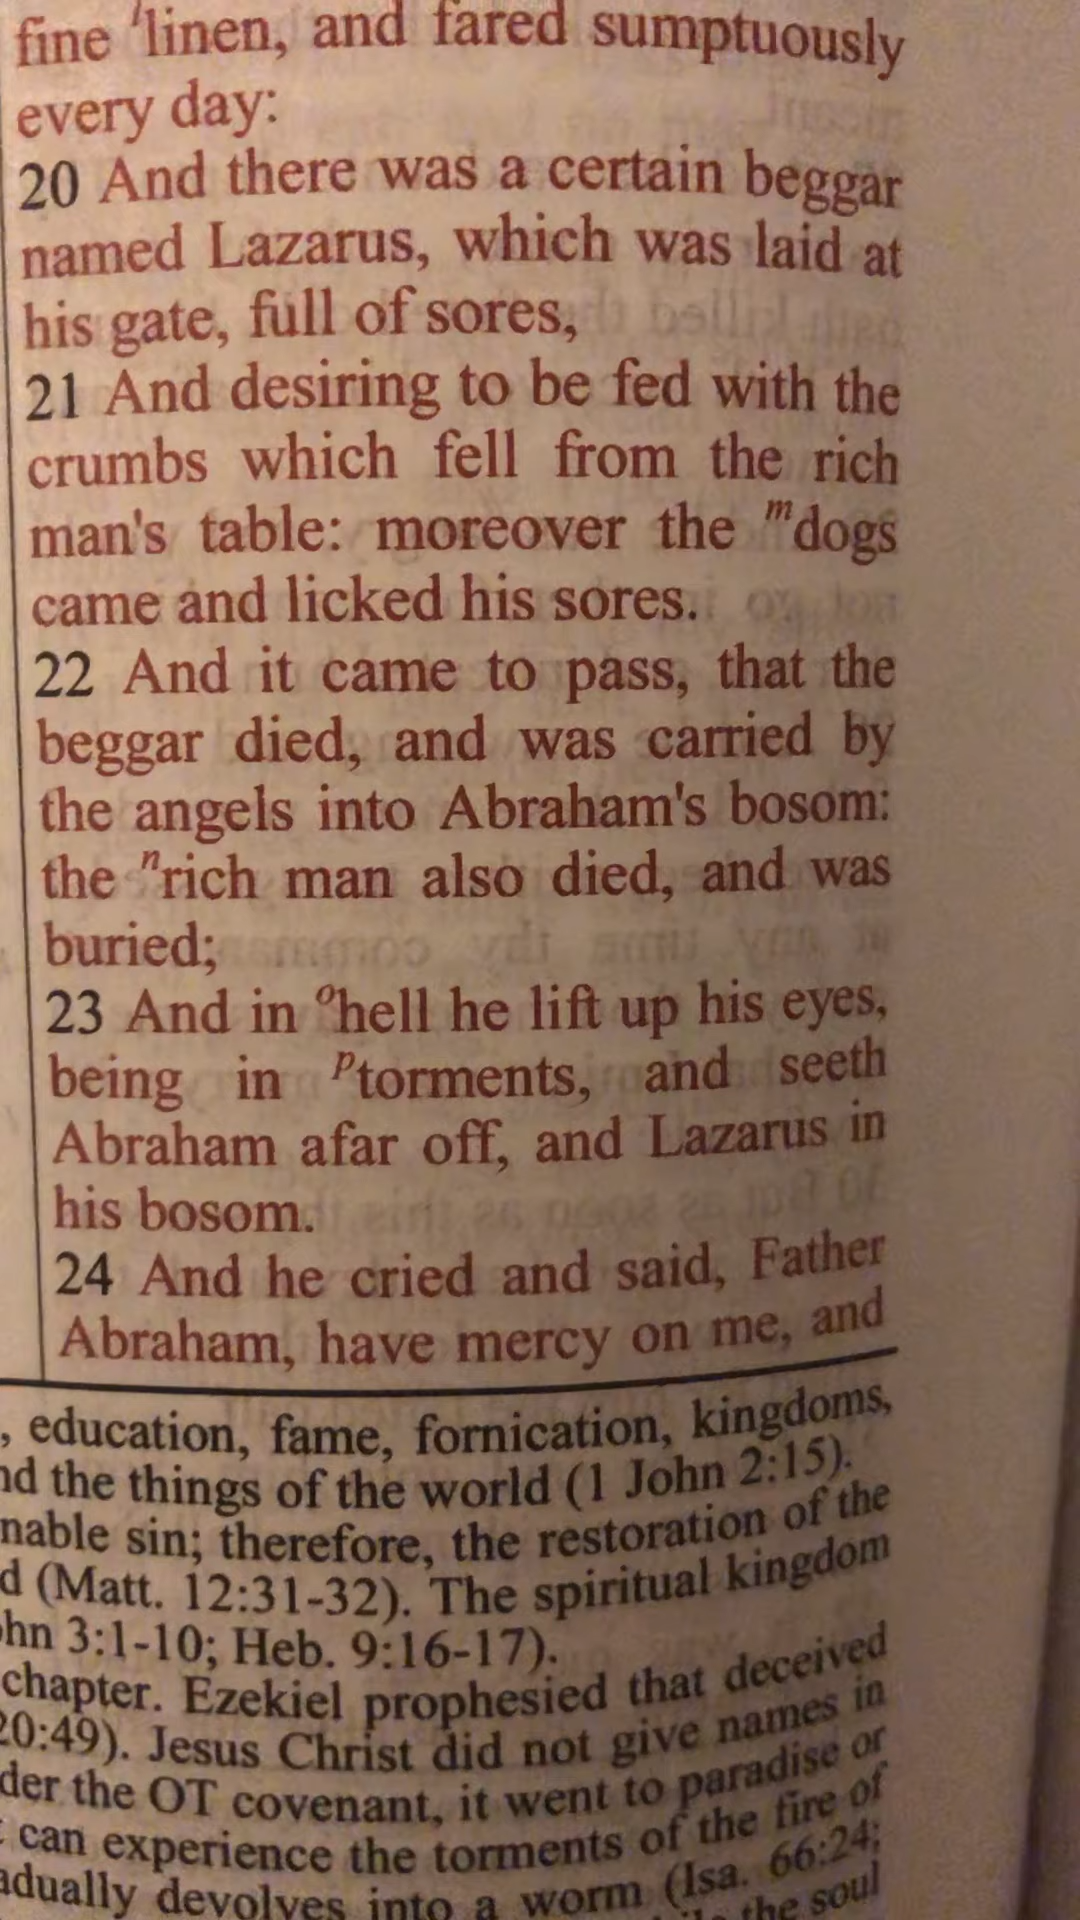 fine llinen, and fared sumptuously
every day:
20 And there was a certain beggar
named Lazarus, which was laid at
his gate, full of sores,
21 And desiring to be fed with the
crumbs which fell from the rich
man's table: moreover the mdogs
came and licked his sores.
22 And it came to pass, that the
beggar died, and was carried by
the angels into Abraham's bosom:
the nrich man also died, and was
buried;
23 And in ohell he lift up his eyes,
being in ptorments, and seeth
Abraham afar off, and Lazarus in
his bosom.
24 And he cried and said, Father
Abraham, have mercy on me, and
, education, fame, fornication, kingdoms,
nd the things of the world (1 John 2:15).
nable sin; therefore, the restoration of the
d (Matt. 12:31-32). The spiritual kingdom
ohn 3:1-10; Heb. 9:16-17).
chapter. Ezekiel prophesied that deceived
20:49). Jesus Christ did not give names in
der the OT covenant, it went to paradise or
can experience the torments of the fire of
adually devolves into a worm (Isa. 66:24;
the soul